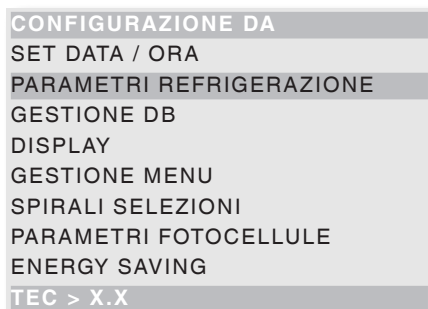 CONFIGURAZIONE DA
SET DATA / ORA
PARAMETRI REFRIGERAZIONE
GESTIONE DB
DISPLAY
GESTIONE MENU
SPIRALI SELEZIONI
PARAMETRI FOTOCELLULE
ENERGY SAVING
TEC > X.X